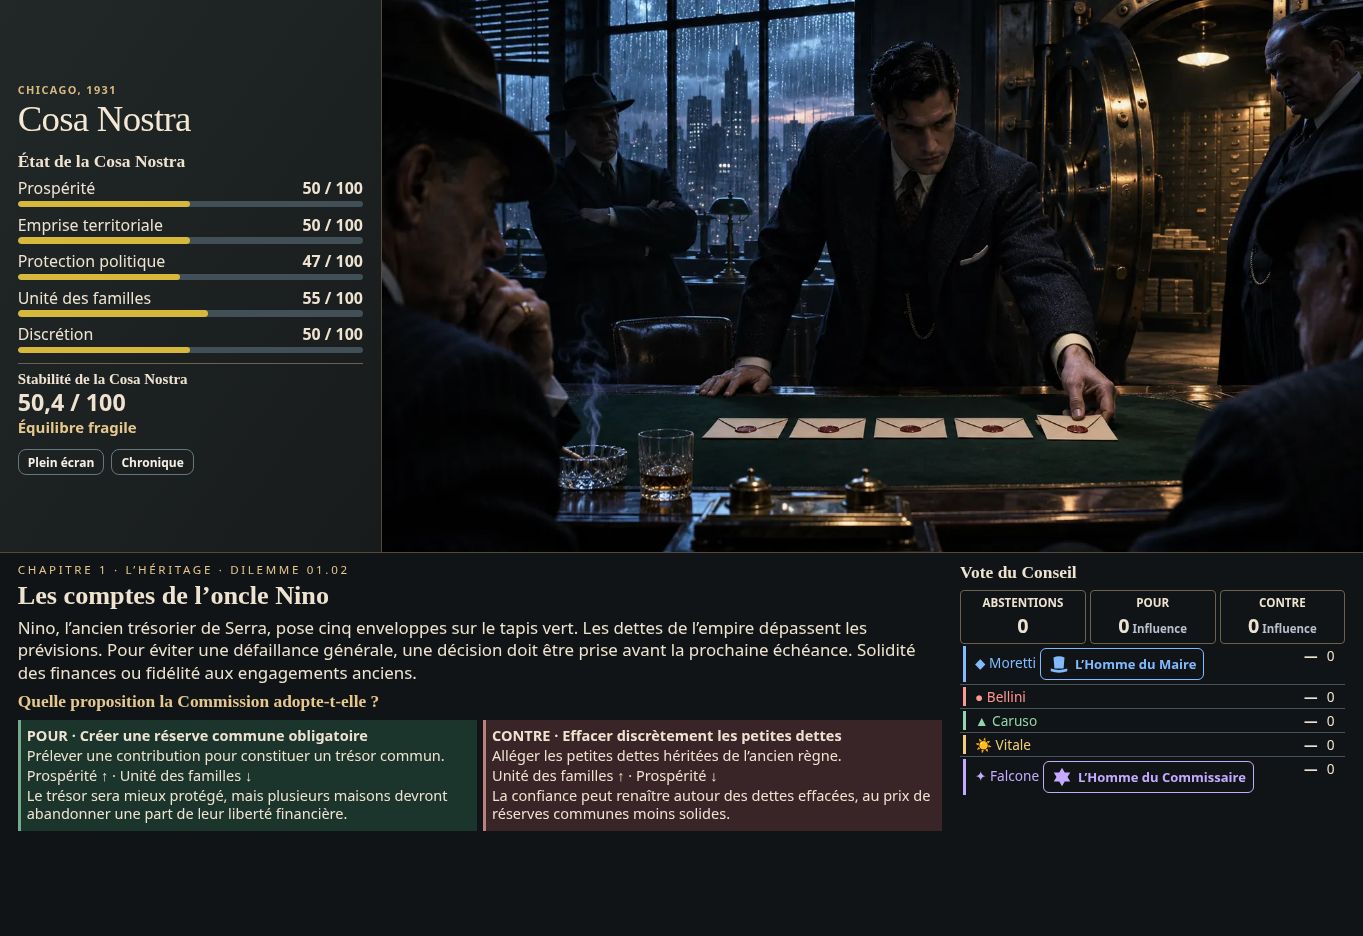 CHICAGO, 1931
Cosa Nostra
État de la Cosa Nostra
Prospérité 50 / 100
Emprise territoriale 50 / 100
Protection politique 47 / 100
Unité des familles 55 / 100
Discrétion 50 / 100
Stabilité de la Cosa Nostra
50,4 / 100
Équilibre fragile
Plein écran Chronique
CHAPITRE 1 · L’HÉRITAGE · DILEMME 01.02
Les comptes de l’oncle Nino
Nino, l’ancien trésorier de Serra, pose cinq enveloppes sur le tapis vert. Les dettes de l’empire dépassent les
prévisions. Pour éviter une défaillance générale, une décision doit être prise avant la prochaine échéance. Solidité
des finances ou fidélité aux engagements anciens.
Quelle proposition la Commission adopte-t-elle ?
POUR · Créer une réserve commune obligatoire
Prélever une contribution pour constituer un trésor commun.
Prospérité ↑ · Unité des familles ↓
Le trésor sera mieux protégé, mais plusieurs maisons devront
abandonner une part de leur liberté financière.
CONTRE · Effacer discrètement les petites dettes
Alléger les petites dettes héritées de l’ancien règne.
Unité des familles ↑ · Prospérité ↓
La confiance peut renaître autour des dettes effacées, au prix de
réserves communes moins solides.
Vote du Conseil
ABSTENTIONS
0
POUR
0 Influence
CONTRE
0 Influence
◆ Moretti L’Homme du Maire — 0
● Bellini — 0
▲ Caruso — 0
☀ Vitale — 0
✦ Falcone L’Homme du Commissaire — 0